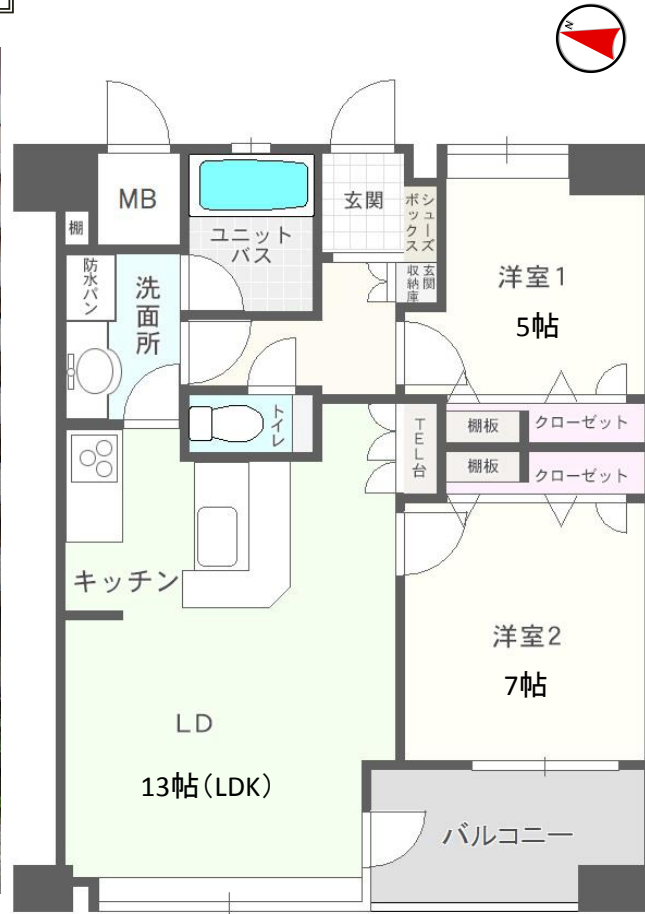 N
MB
棚
ユニット
バス
玄関
シューズ
ボックス
玄関
収納庫
洋室1
5帖
防水パン
洗面所
トイレ
TEL台
棚板
クローゼット
棚板
クローゼット
キッチン
洋室2
7帖
LD
13帖(LDK)
バルコニー